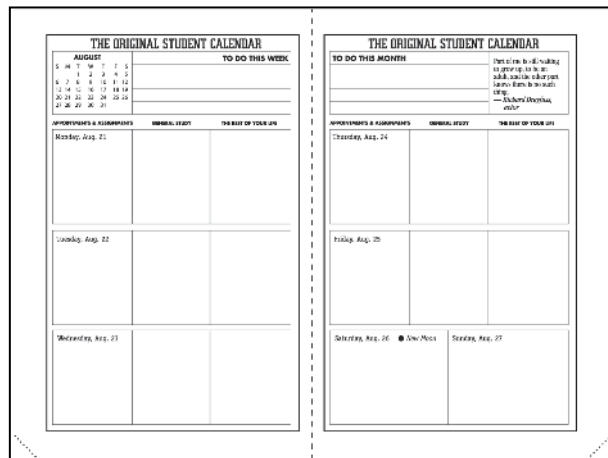 THE ORIGINAL STUDENT CALENDAR
AUGUST
S M T W T F S
1 2 3 4 5
6 7 8 9 10 11 12
13 14 15 16 17 18 19
20 21 22 23 24 25 26
27 28 29 30 31
TO DO THIS WEEK
APPOINTMENTS & ASSIGNMENTS GENERAL STUDY THE REST OF YOUR LIFE
Monday, Aug. 21
Tuesday, Aug. 22
Wednesday, Aug. 23
THE ORIGINAL STUDENT CALENDAR
TO DO THIS MONTH
Part of me is still waiting
to grow up, to be an
adult, and the other part
knows there is no such
thing.
— Richard Dreyfuss,
actor
APPOINTMENTS & ASSIGNMENTS GENERAL STUDY THE REST OF YOUR LIFE
Thursday, Aug. 24
Friday, Aug. 25
Saturday, Aug. 26 New Moon
Sunday, Aug. 27